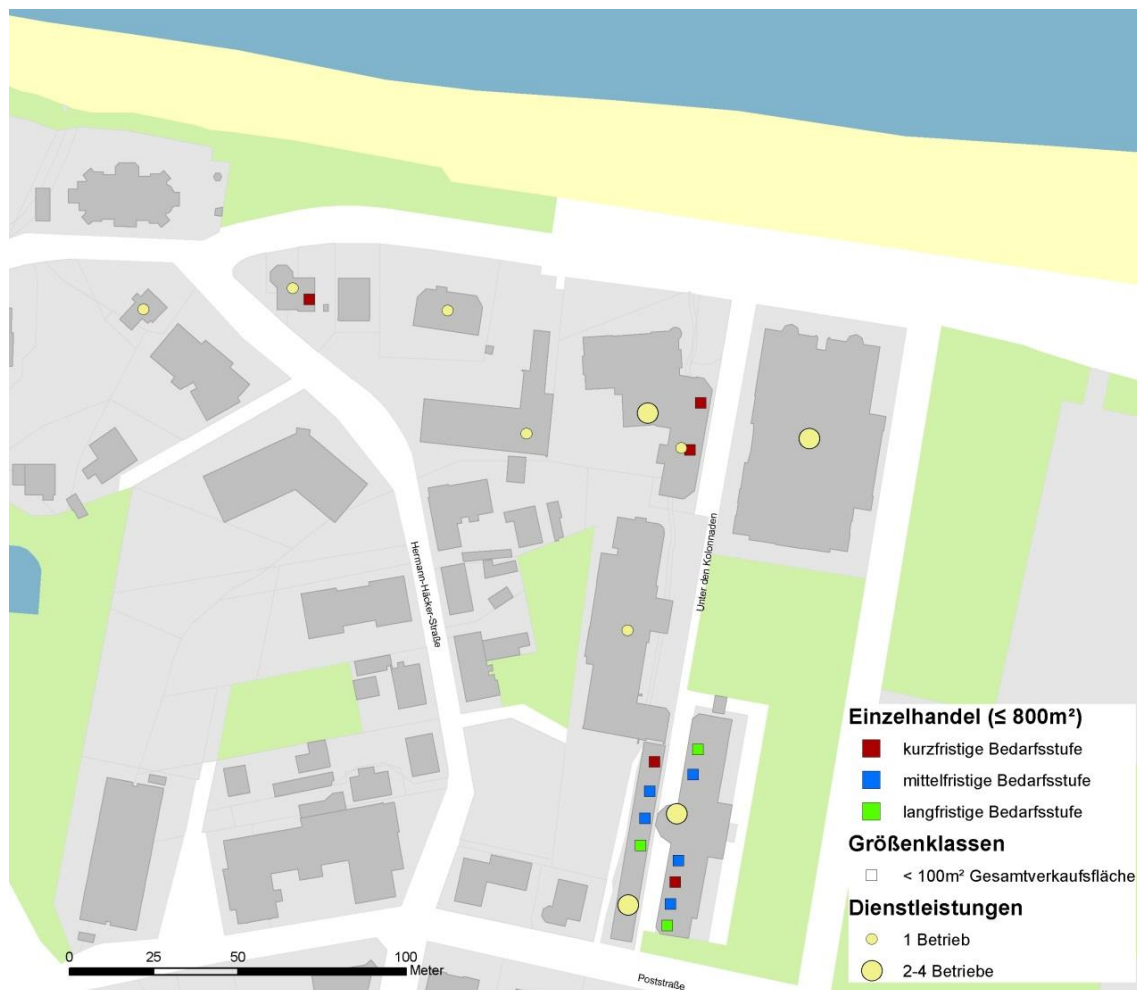 Unter den Kolonnaden
Hermann-Häcker-Straße
Einzelhandel (≤ 800m²)
kurzfristige Bedarfsstufe
mittelfristige Bedarfsstufe
langfristige Bedarfsstufe
Größenklassen
< 100m² Gesamtverkaufsfläche
Dienstleistungen
1 Betrieb
2-4 Betriebe
0 25 50 100
Meter
Poststraße